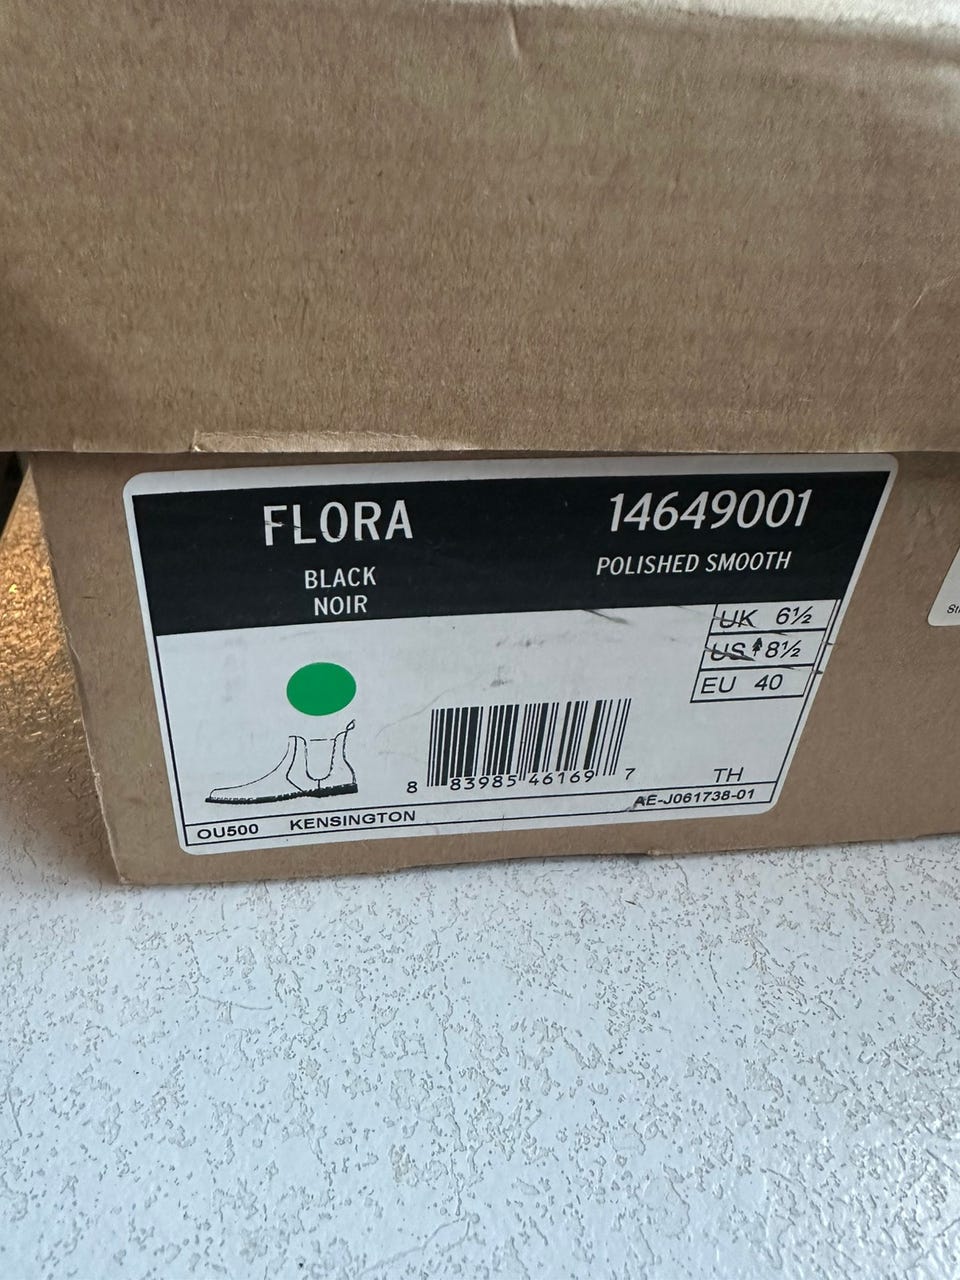 FLORA
14649001
BLACK
NOIR
POLISHED SMOOTH
UK 6½
US 8½
EU 40
8 83985 46169 7
TH
AE-J061738-01
OU500 KENSINGTON